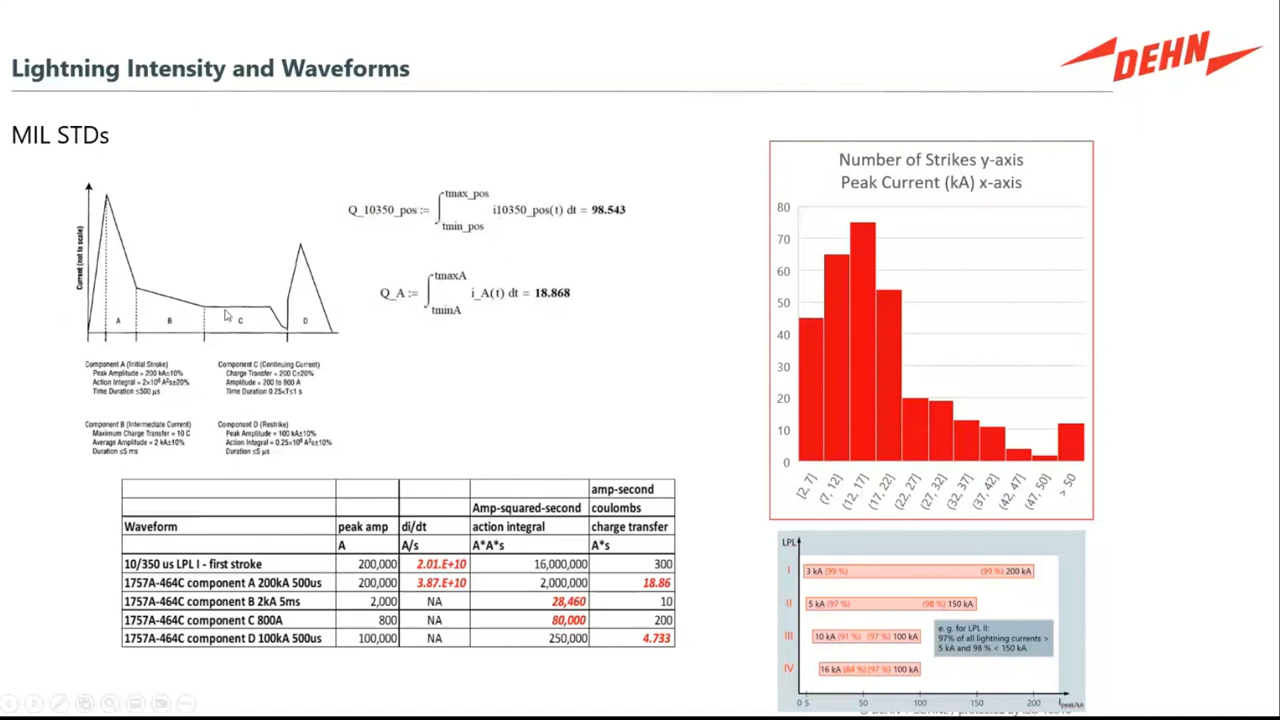 Lightning Intensity and Waveforms
DEHN
MIL STDs
Current (not to scale)
A
B
C
D
Component A (Initial Stroke)
Peak Amplitude = 200 kA±10%
Action Integral = 2×10⁶ A²s±20%
Time Duration ≤500 μs
Component C (Continuing Current)
Charge Transfer = 200 C±20%
Amplitude = 200 to 800 A
Time Duration 0.25<T≤1 s
Component B (Intermediate Current)
Maximum Charge Transfer = 10 C
Average Amplitude = 2 kA±10%
Duration ≤5 ms
Component D (Restrike)
Peak Amplitude = 100 kA±10%
Action Integral = 0.25×10⁶ A²s±10%
Duration ≤5 μs
tmax_pos
Q_10350_pos := ∫ i10350_pos(t) dt = 98.543
tmin_pos
tmaxA
Q_A := ∫ i_A(t) dt = 18.868
tminA
Number of Strikes y-axis
Peak Current (kA) x-axis
80
70
60
50
40
30
20
10
0
[2, 7]
(7, 12]
(12, 17]
(17, 22]
(22, 27]
(27, 32]
(32, 37]
(37, 42]
(42, 47]
(47, 50]
> 50
amp-second
Amp-squared-second coulombs
Waveform peak amp di/dt action integral charge transfer
A A/s A*A*s A*s
10/350 us LPL I - first stroke 200,000 2.01.E+10 16,000,000 300
1757A-464C component A 200kA 500us 200,000 3.87.E+10 2,000,000 18.86
1757A-464C component B 2kA 5ms 2,000 NA 28,460 10
1757A-464C component C 800A 800 NA 80,000 200
1757A-464C component D 100kA 500us 100,000 NA 250,000 4.733
LPL
I 3 kA (99 %) (99 %) 200 kA
II 5 kA (97 %) (98 %) 150 kA
III 10 kA (91 %) (97 %) 100 kA
IV 16 kA (84 %) (97 %) 100 kA
e. g. for LPL II:
97% of all lightning currents >
5 kA and 98 % < 150 kA
0 5 50 100 150 200 Ipeak/kA